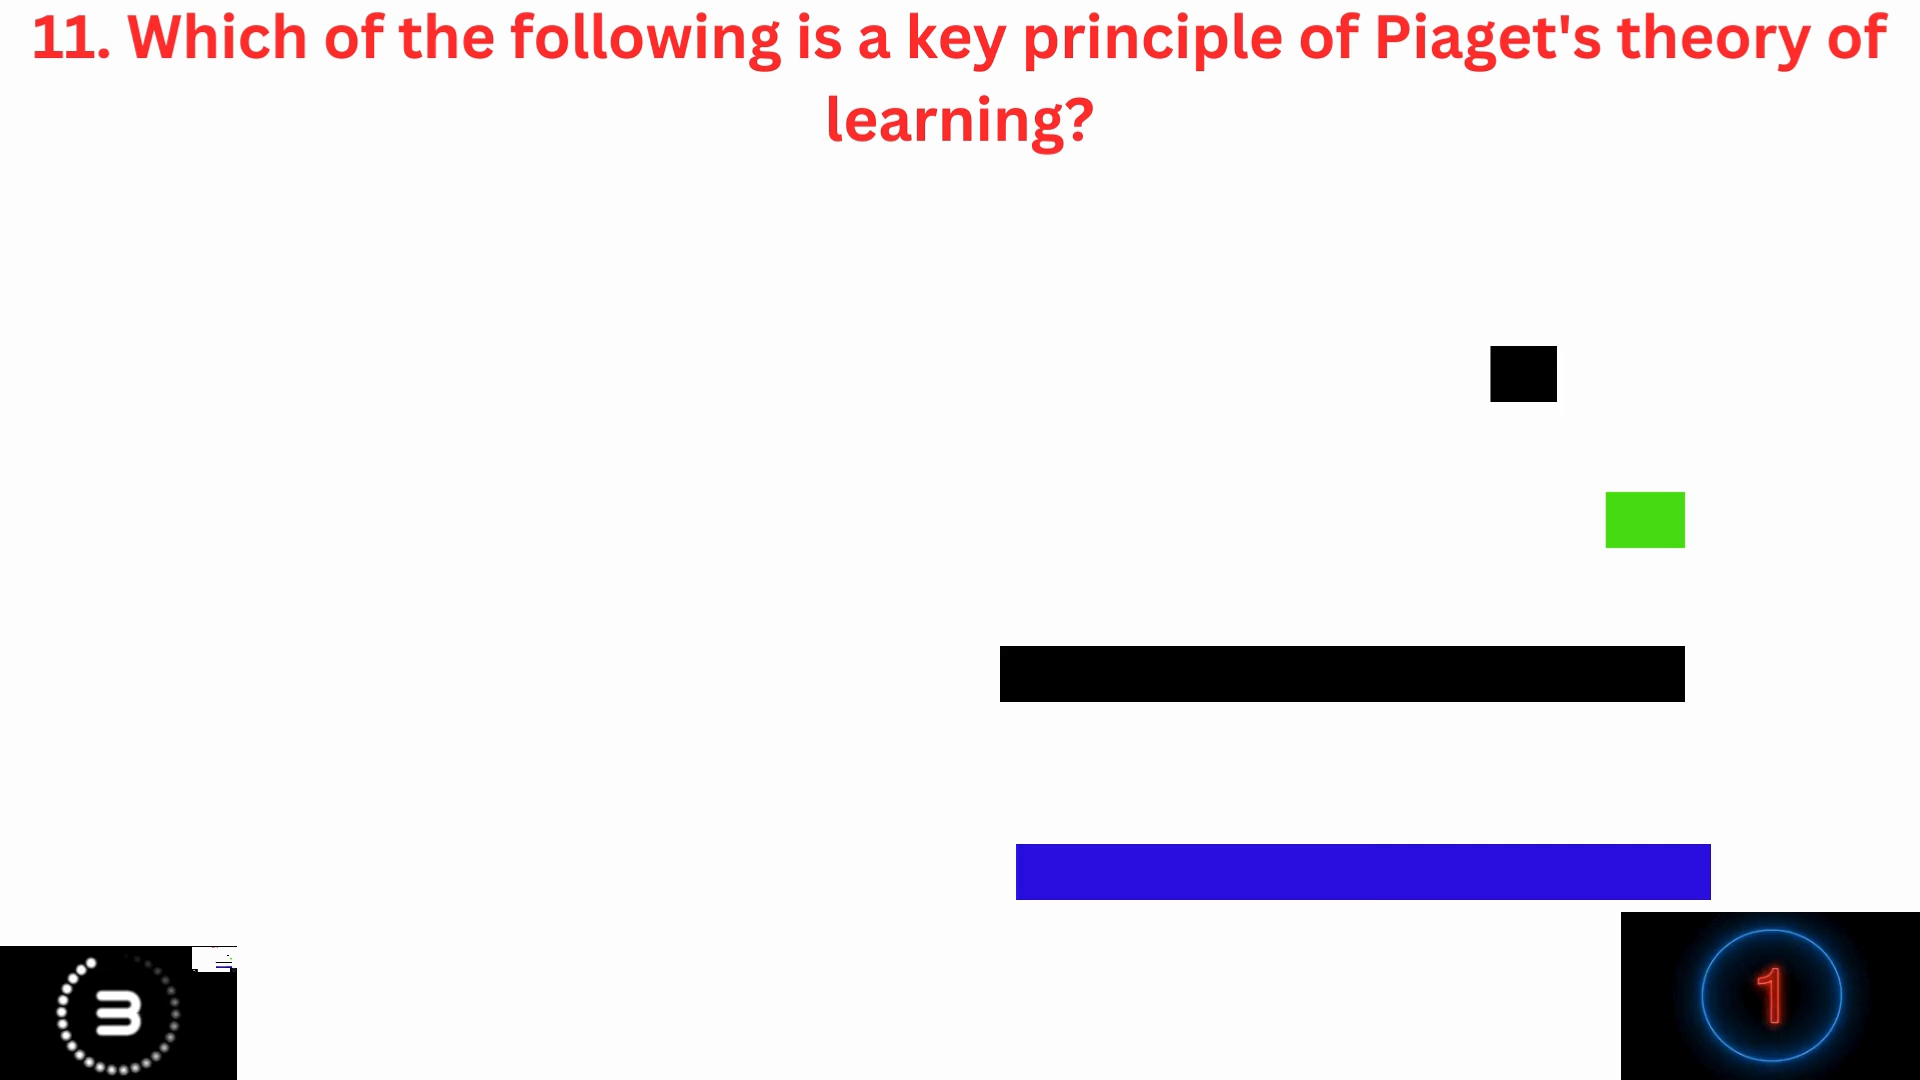 11. Which of the following is a key principle of Piaget's theory of
learning?
3
1